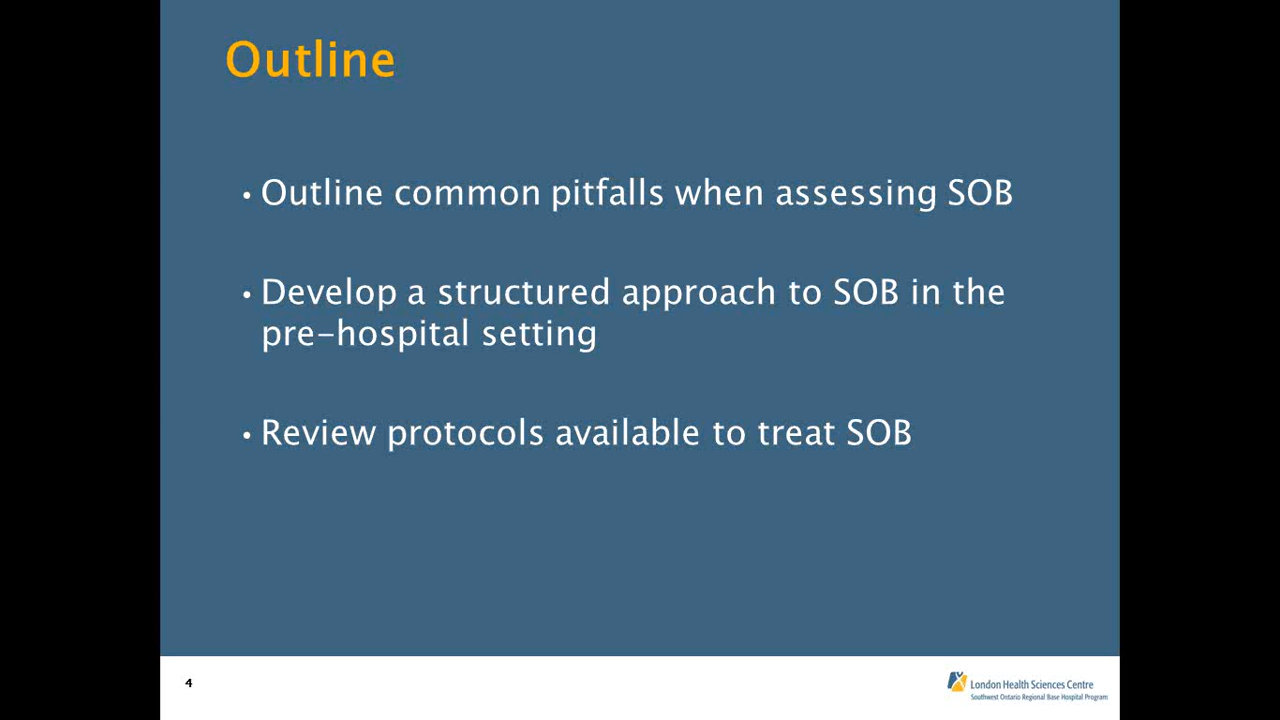 Outline
• Outline common pitfalls when assessing SOB
• Develop a structured approach to SOB in the
pre-hospital setting
• Review protocols available to treat SOB
4
London Health Sciences Centre
Southwest Ontario Regional Base Hospital Program